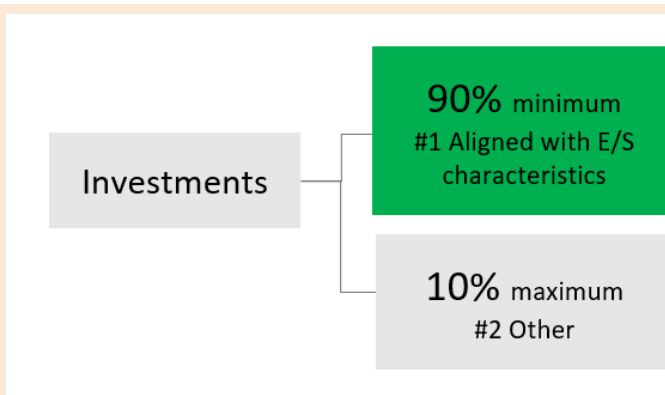 Investments
90% minimum
#1 Aligned with E/S
characteristics
10% maximum
#2 Other